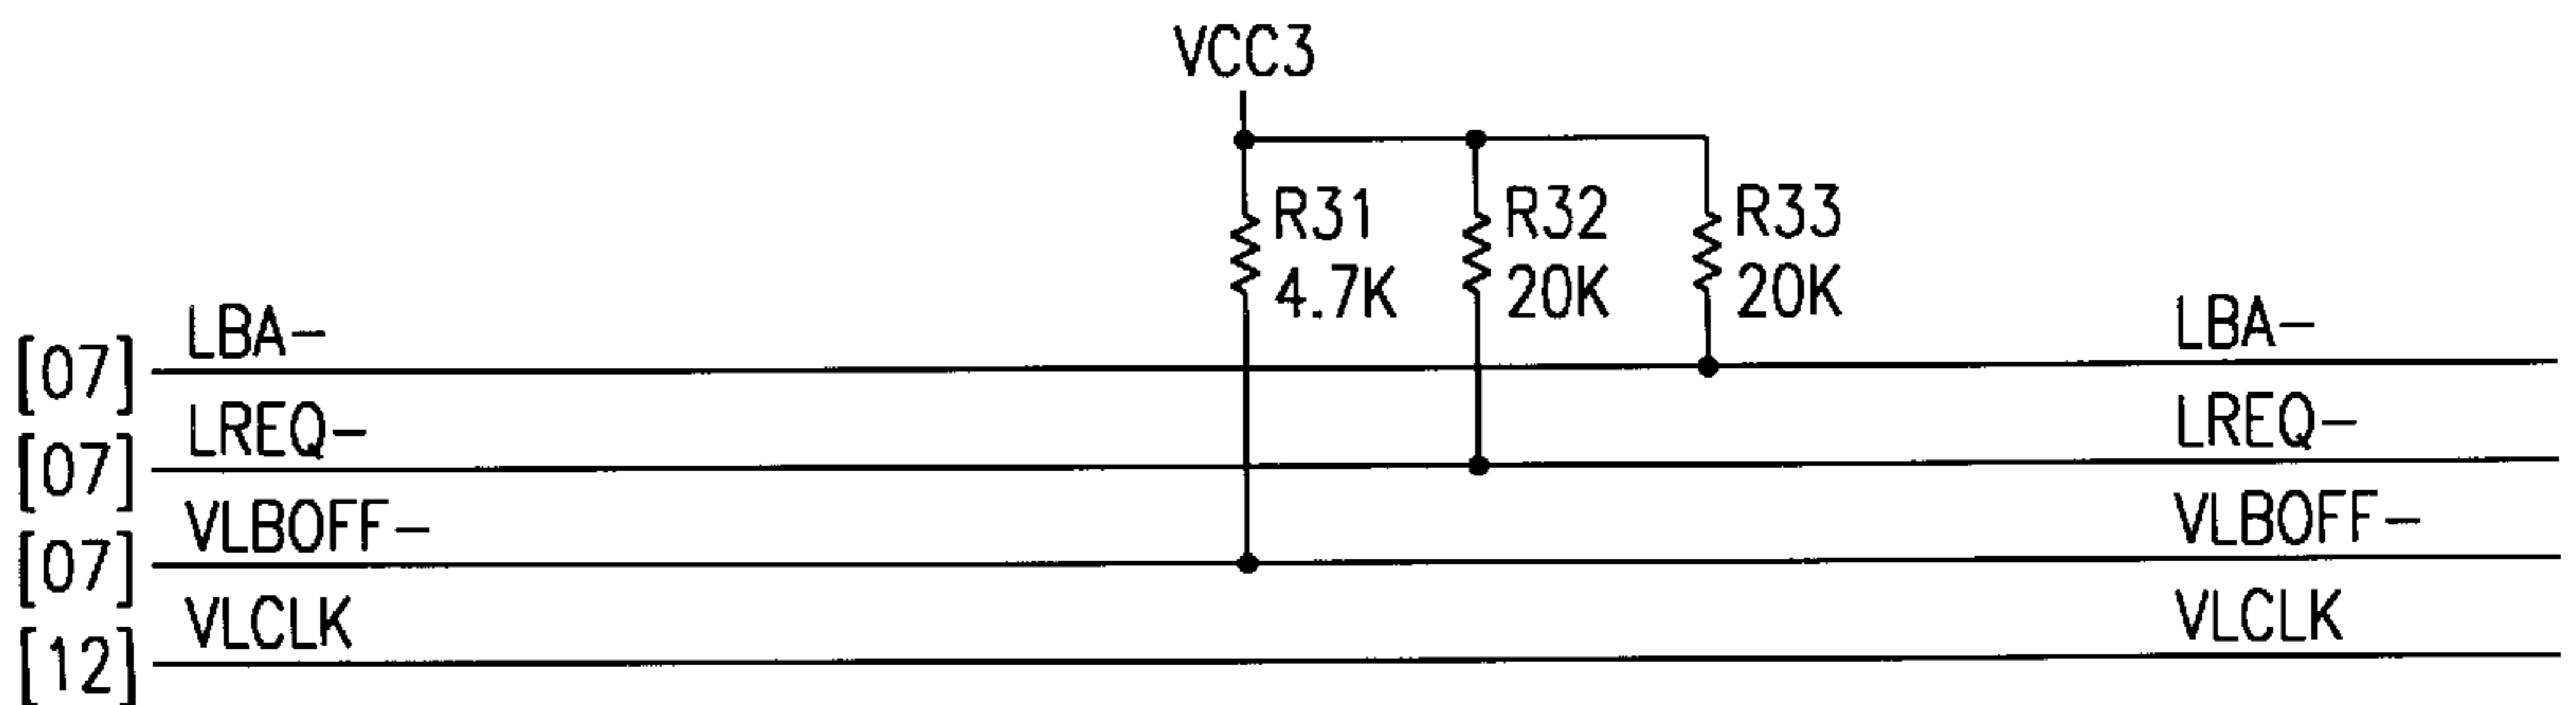 VCC3
R31 R32 R33
4.7K 20K 20K
LBA- LBA-
[07]
LREQ- LREQ-
[07]
VLBOFF- VLBOFF-
[07]
VLCLK VLCLK
[12]